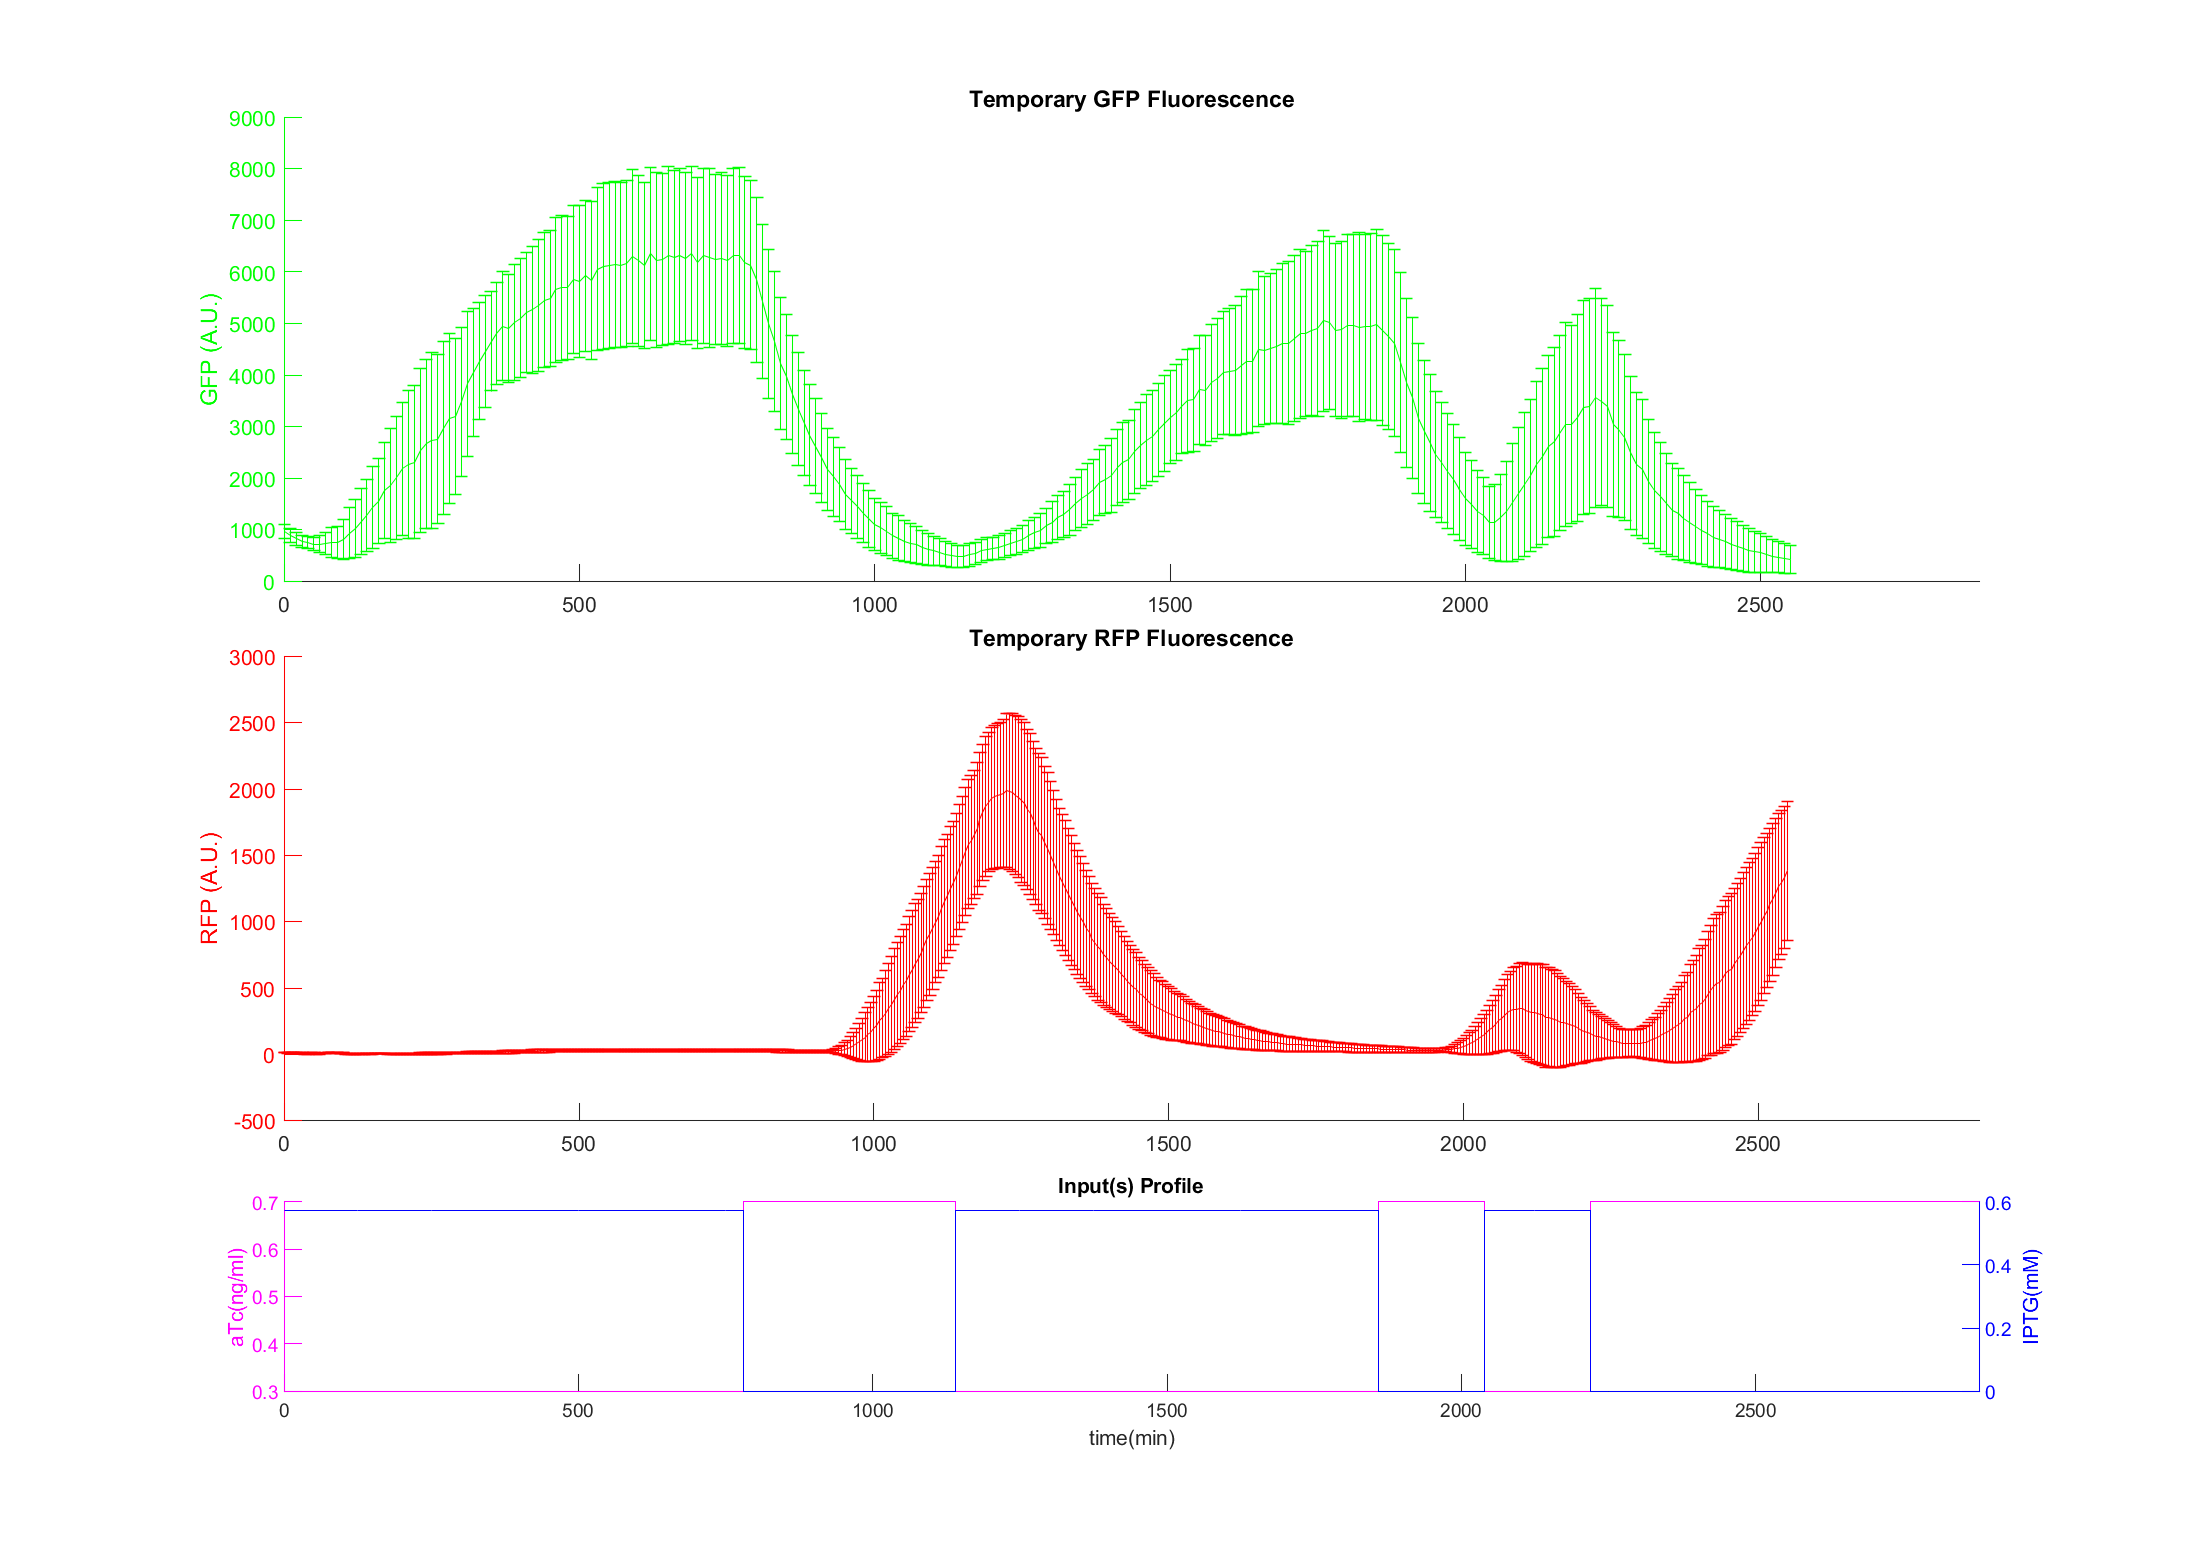 Temporary GFP Fluorescence
9000
8000
7000
6000
5000
4000
3000
2000
1000
0
GFP (A.U.)
0 500 1000 1500 2000 2500
Temporary RFP Fluorescence
3000
2500
2000
1500
1000
500
0
-500
RFP (A.U.)
0 500 1000 1500 2000 2500
Input(s) Profile
0.7
0.6
0.5
0.4
0.3
aTc(ng/ml)
0.6
0.4
0.2
0
IPTG(mM)
0 500 1000 1500 2000 2500
time(min)